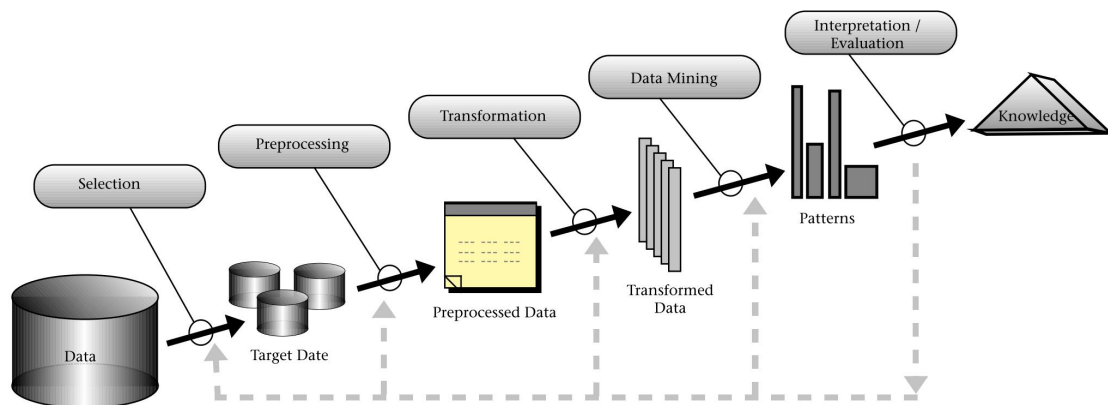 Interpretation /
Evaluation
Data Mining
Knowledge
Transformation
Preprocessing
Patterns
Selection
Transformed
Data
Preprocessed Data
Target Date
Data